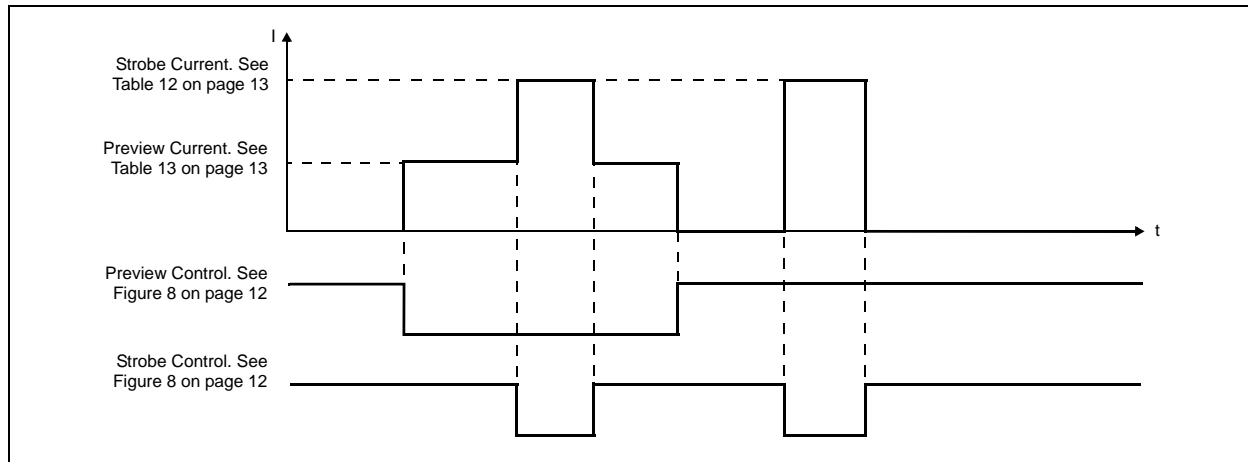 I
Strobe Current. See
Table 12 on page 13
Preview Current. See
Table 13 on page 13
t
Preview Control. See
Figure 8 on page 12
Strobe Control. See
Figure 8 on page 12